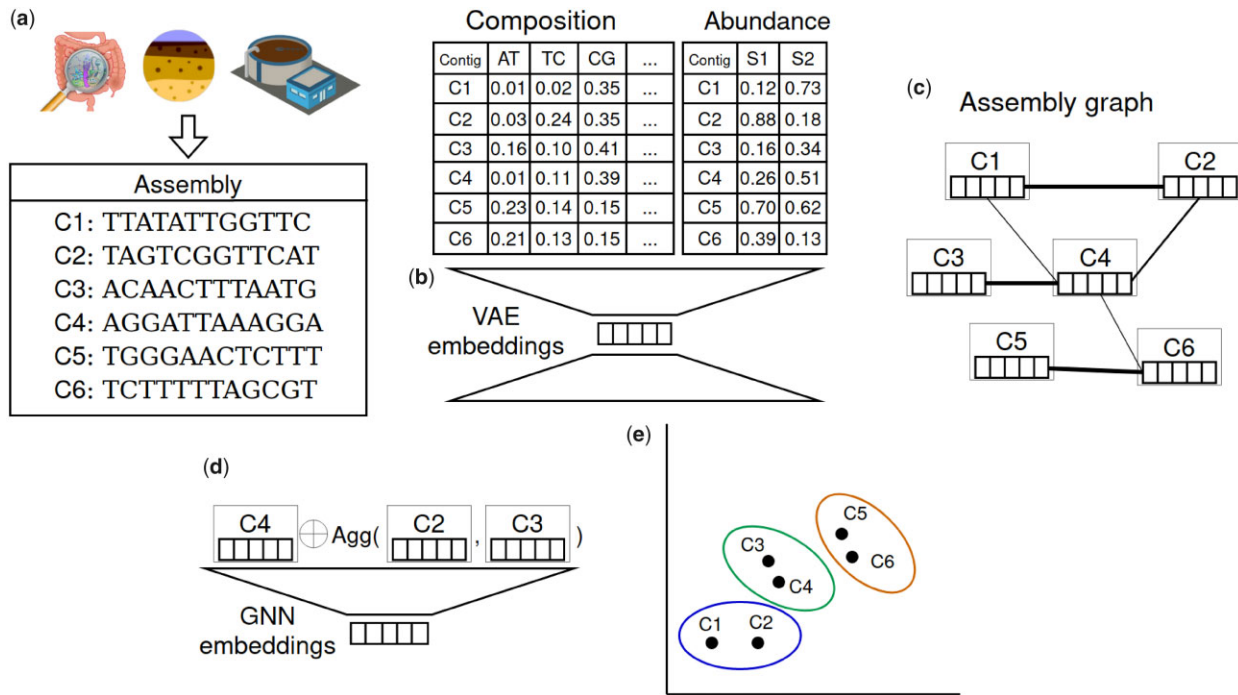 (a)
Assembly
C1: TTATATTGGTTC
C2: TAGTCGGTTCAT
C3: ACAACTTTAATG
C4: AGGATTAAAGGA
C5: TGGGAACTCTTT
C6: TCTTTTTAGCGT
Composition
Contig AT TC CG ...
C1 0.01 0.02 0.35 ...
C2 0.03 0.24 0.35 ...
C3 0.16 0.10 0.41 ...
C4 0.01 0.11 0.39 ...
C5 0.23 0.14 0.15 ...
C6 0.21 0.13 0.15 ...
Abundance
Contig S1 S2
C1 0.12 0.73
C2 0.88 0.18
C3 0.16 0.34
C4 0.26 0.51
C5 0.70 0.62
C6 0.39 0.13
(b)
VAE
embeddings
(c)
Assembly graph
C1 C2
C3 C4
C5 C6
(d)
C4 Agg( C2 , C3 )
GNN
embeddings
(e)
C5
C6
C3
C4
C1 C2